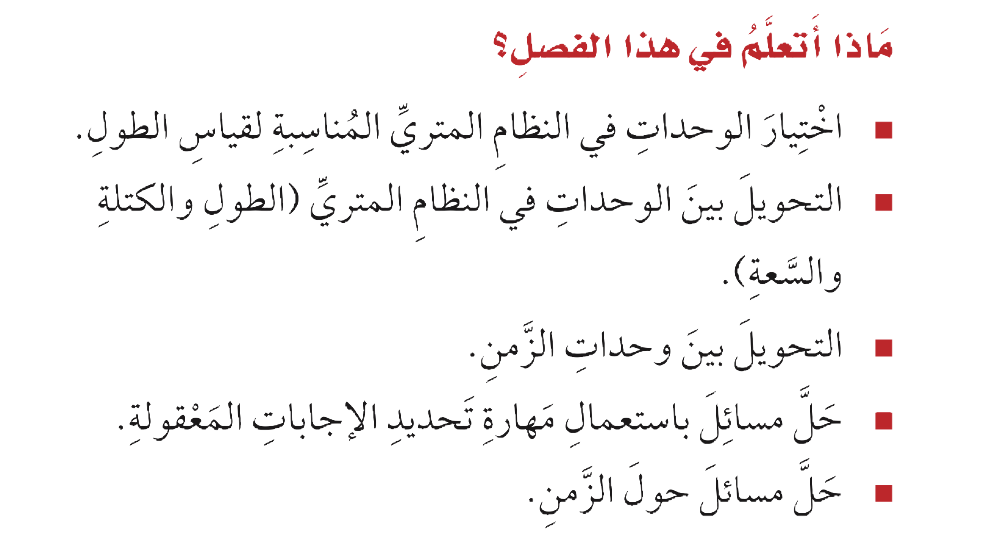 مَاذا أَتعلَّمُ في هذا الفصلِ؟
■ اخْتِيارَ الوحداتِ في النظامِ المتريِّ المُناسِبةِ لقياسِ الطولِ.
■ التحويلَ بينَ الوحداتِ في النظامِ المتريِّ (الطولِ والكتلةِ
والسَّعةِ).
■ التحويلَ بينَ وحداتِ الزَّمنِ.
■ حَلَّ مسائِلَ باستعمالِ مَهارةِ تَحديدِ الإجاباتِ المَعْقولةِ.
■ حَلَّ مسائلَ حولَ الزَّمنِ.